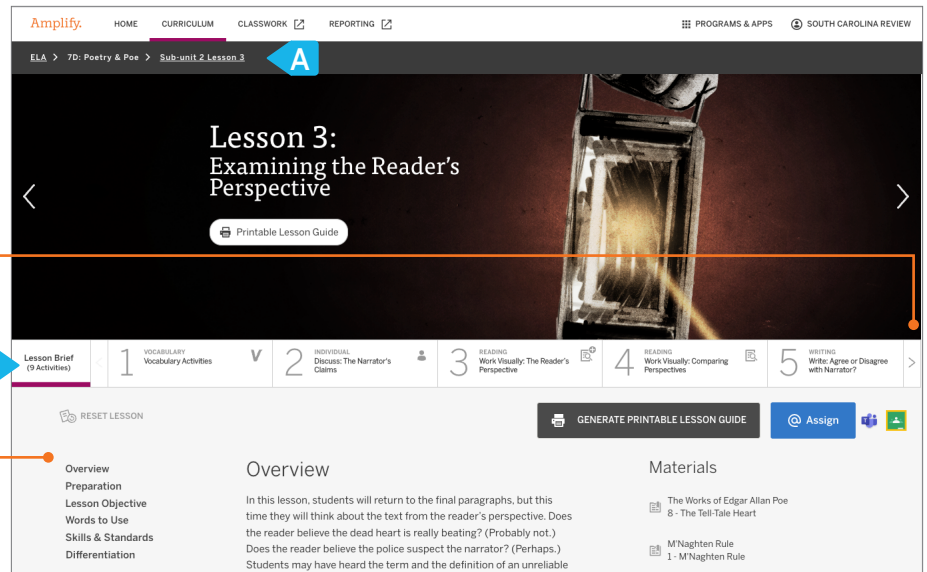 Amplify. HOME CURRICULUM CLASSWORK REPORTING PROGRAMS & APPS SOUTH CAROLINA REVIEW
ELA > 7D: Poetry & Poe > Sub-unit 2 Lesson 3
A
Lesson 3:
Examining the Reader's
Perspective
Printable Lesson Guide
Lesson Brief
(9 Activities)
1
VOCABULARY
Vocabulary Activities
V
2
INDIVIDUAL
Discuss: The Narrator's
Claims
3
READING
Work Visually: The Reader's
Perspective
4
READING
Work Visually: Comparing
Perspectives
5
WRITING
Write: Agree or Disagree
with Narrator?
RESET LESSON
GENERATE PRINTABLE LESSON GUIDE
@ Assign
Overview
Preparation
Lesson Objective
Words to Use
Skills & Standards
Differentiation
Overview
In this lesson, students will return to the final paragraphs, but this
time they will think about the text from the reader's perspective. Does
the reader believe the dead heart is really beating? (Probably not.)
Does the reader believe the police suspect the narrator? (Perhaps.)
Students may have heard the term and the definition of an unreliable
Materials
The Works of Edgar Allan Poe
8 - The Tell-Tale Heart
M'Naghten Rule
1 - M'Naghten Rule